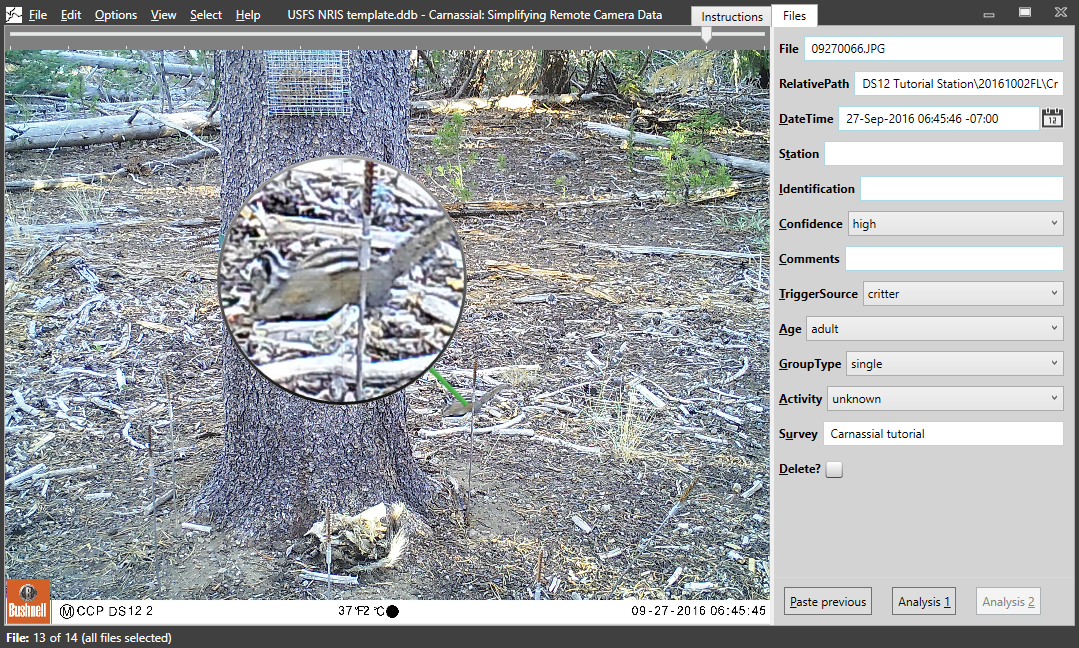 File Edit Options View Select Help USFS NRIS template.ddb - Carnassial: Simplifying Remote Camera Data Instructions Files
File 09270066.JPG
RelativePath DS12 Tutorial Station\20161002FL\Cr
DateTime 27-Sep-2016 06:45:46 -07:00
12
Station
Identification
Confidence high
Comments
TriggerSource critter
Age adult
GroupType single
Activity unknown
Survey Carnassial tutorial
Delete?
Paste previous Analysis 1 Analysis 2
Bushnell M CCP DS12 2 37°F2 °C 09-27-2016 06:45:45
File: 13 of 14 (all files selected)